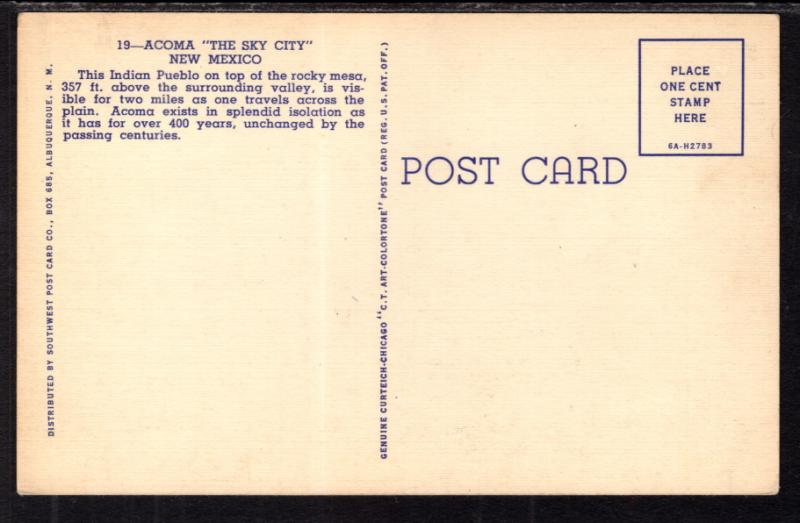 19—ACOMA "THE SKY CITY"
NEW MEXICO
This Indian Pueblo on top of the rocky mesa,
357 ft. above the surrounding valley, is vis-
ible for two miles as one travels across the
plain. Acoma exists in splendid isolation as
it has for over 400 years, unchanged by the
passing centuries.
DISTRIBUTED BY SOUTHWEST POST CARD CO., BOX 685, ALBUQUERQUE, N. M.
GENUINE CURTEICH-CHICAGO "C.T. ART-COLORTONE" POST CARD (REG. U.S. PAT. OFF.)
POST CARD
PLACE
ONE CENT
STAMP
HERE
6A-H2783